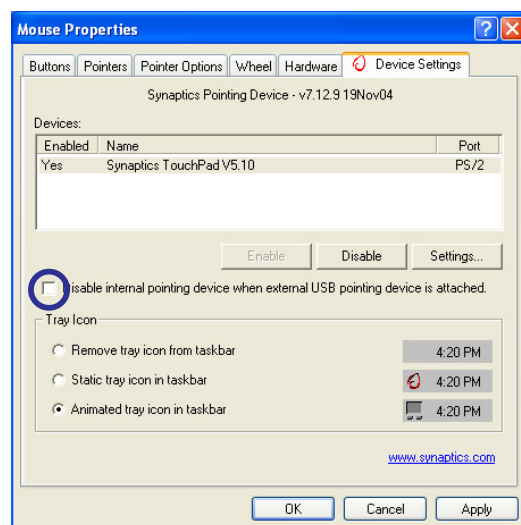 Mouse Properties
Buttons Pointers Pointer Options Wheel Hardware Device Settings
Synaptics Pointing Device - v7.12.9 19Nov04
Devices:
Enabled Name Port
Yes Synaptics TouchPad V5.10 PS/2
Enable Disable Settings...
Disable internal pointing device when external USB pointing device is attached.
Tray Icon
Remove tray icon from taskbar 4:20 PM
Static tray icon in taskbar 4:20 PM
Animated tray icon in taskbar 4:20 PM
www.synaptics.com
OK Cancel Apply